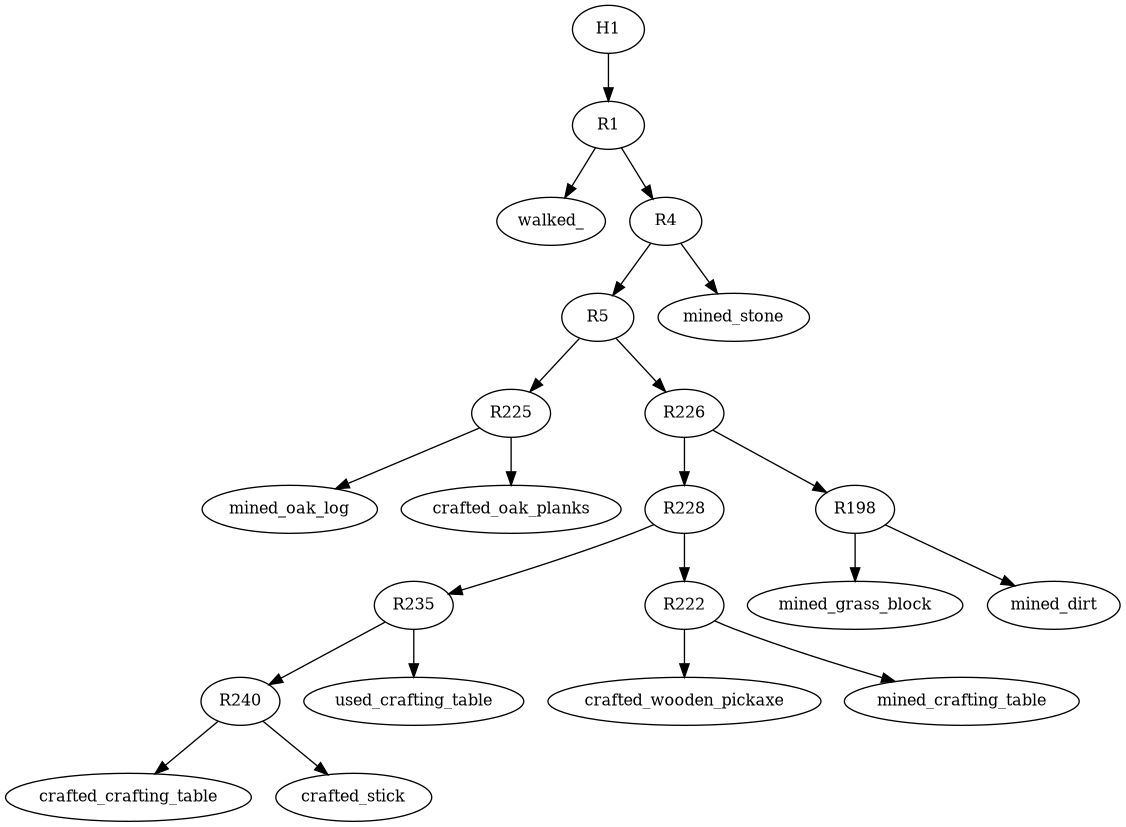 H1
R1
walked_
R4
R5
mined_stone
R225
R226
mined_oak_log
crafted_oak_planks
R228
R198
R235
R222
mined_grass_block
mined_dirt
R240
used_crafting_table
crafted_wooden_pickaxe
mined_crafting_table
crafted_crafting_table
crafted_stick